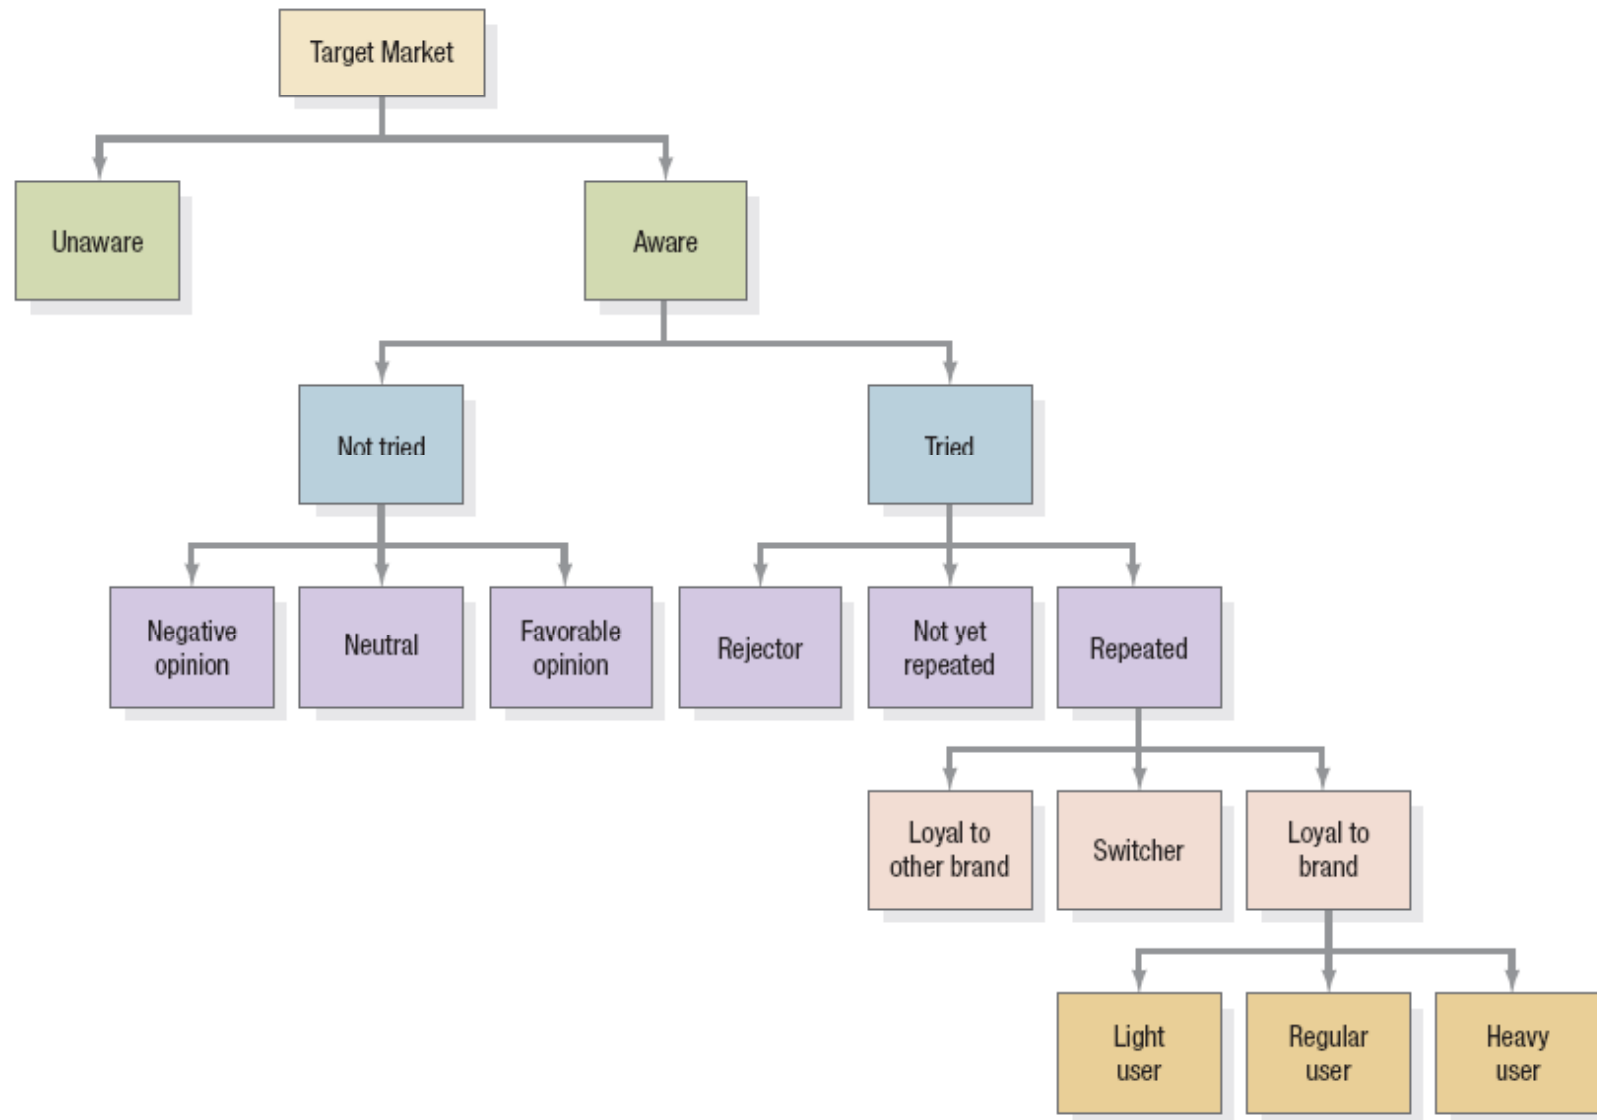 Target Market
Unaware
Aware
Not tried
Tried
Negative
opinion
Neutral
Favorable
opinion
Rejector
Not yet
repeated
Repeated
Loyal to
other brand
Switcher
Loyal to
brand
Light
user
Regular
user
Heavy
user